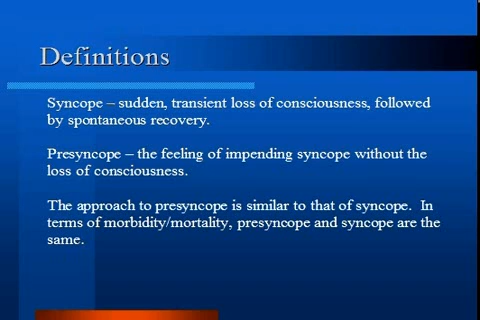 Definitions
Syncope – sudden, transient loss of consciousness, followed
by spontaneous recovery.
Presyncope – the feeling of impending syncope without the
loss of consciousness.
The approach to presyncope is similar to that of syncope.  In
terms of morbidity/mortality, presyncope and syncope are the
same.